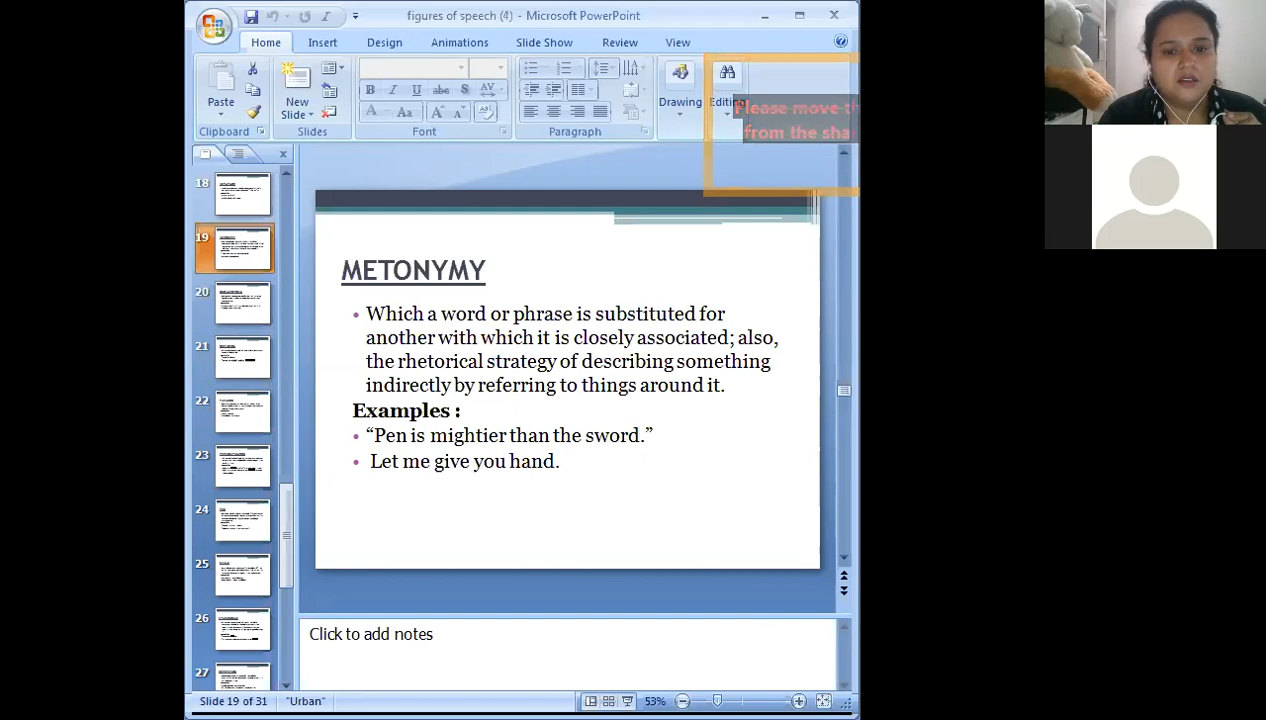 figures of speech (4) - Microsoft PowerPoint
Home Insert Design Animations Slide Show Review View
Paste
New
Slide
Drawing
Editing
Clipboard
Slides
Font
Paragraph
Please move th
from the sha
18
19
20
21
22
23
24
25
26
27
METONYMY
• Which a word or phrase is substituted for
another with which it is closely associated; also,
the rhetorical strategy of describing something
indirectly by referring to things around it.
Examples :
• “Pen is mightier than the sword.”
• Let me give you hand.
Click to add notes
Slide 19 of 31 "Urban" 53%